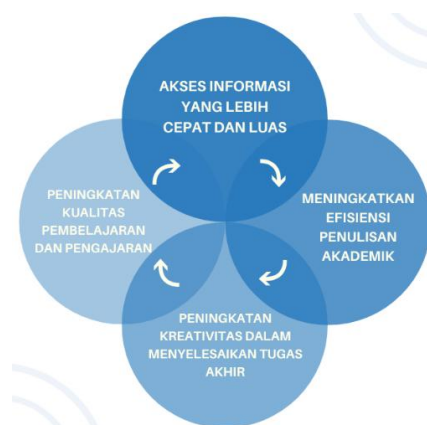 AKSES INFORMASI
YANG LEBIH
CEPAT DAN LUAS
MENINGKATKAN
EFISIENSI
PENULISAN
AKADEMIK
PENINGKATAN
KREATIVITAS DALAM
MENYELESAIKAN TUGAS
AKHIR
PENINGKATAN
KUALITAS
PEMBELAJARAN
DAN PENGAJARAN